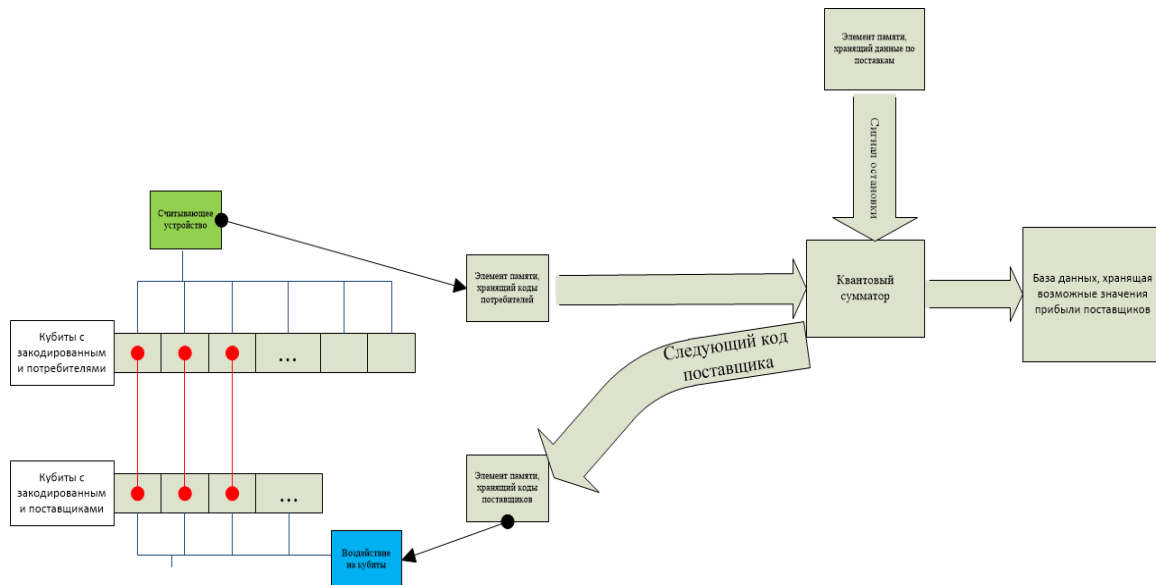 Элемент памяти,
хранящий данные по
поставкам
Сигнал остановки
Считывающее
устройство
Элемент памяти,
хранящий коды
потребителей
Квантовый
сумматор
База данных, хранящая
возможные значения
прибыли поставщиков
Кубиты с
закодированным
и потребителями
...
Следующий код
поставщика
Кубиты с
закодированным
и поставщиками
...
Элемент памяти,
хранящий коды
поставщиков
Воздействие
на кубиты